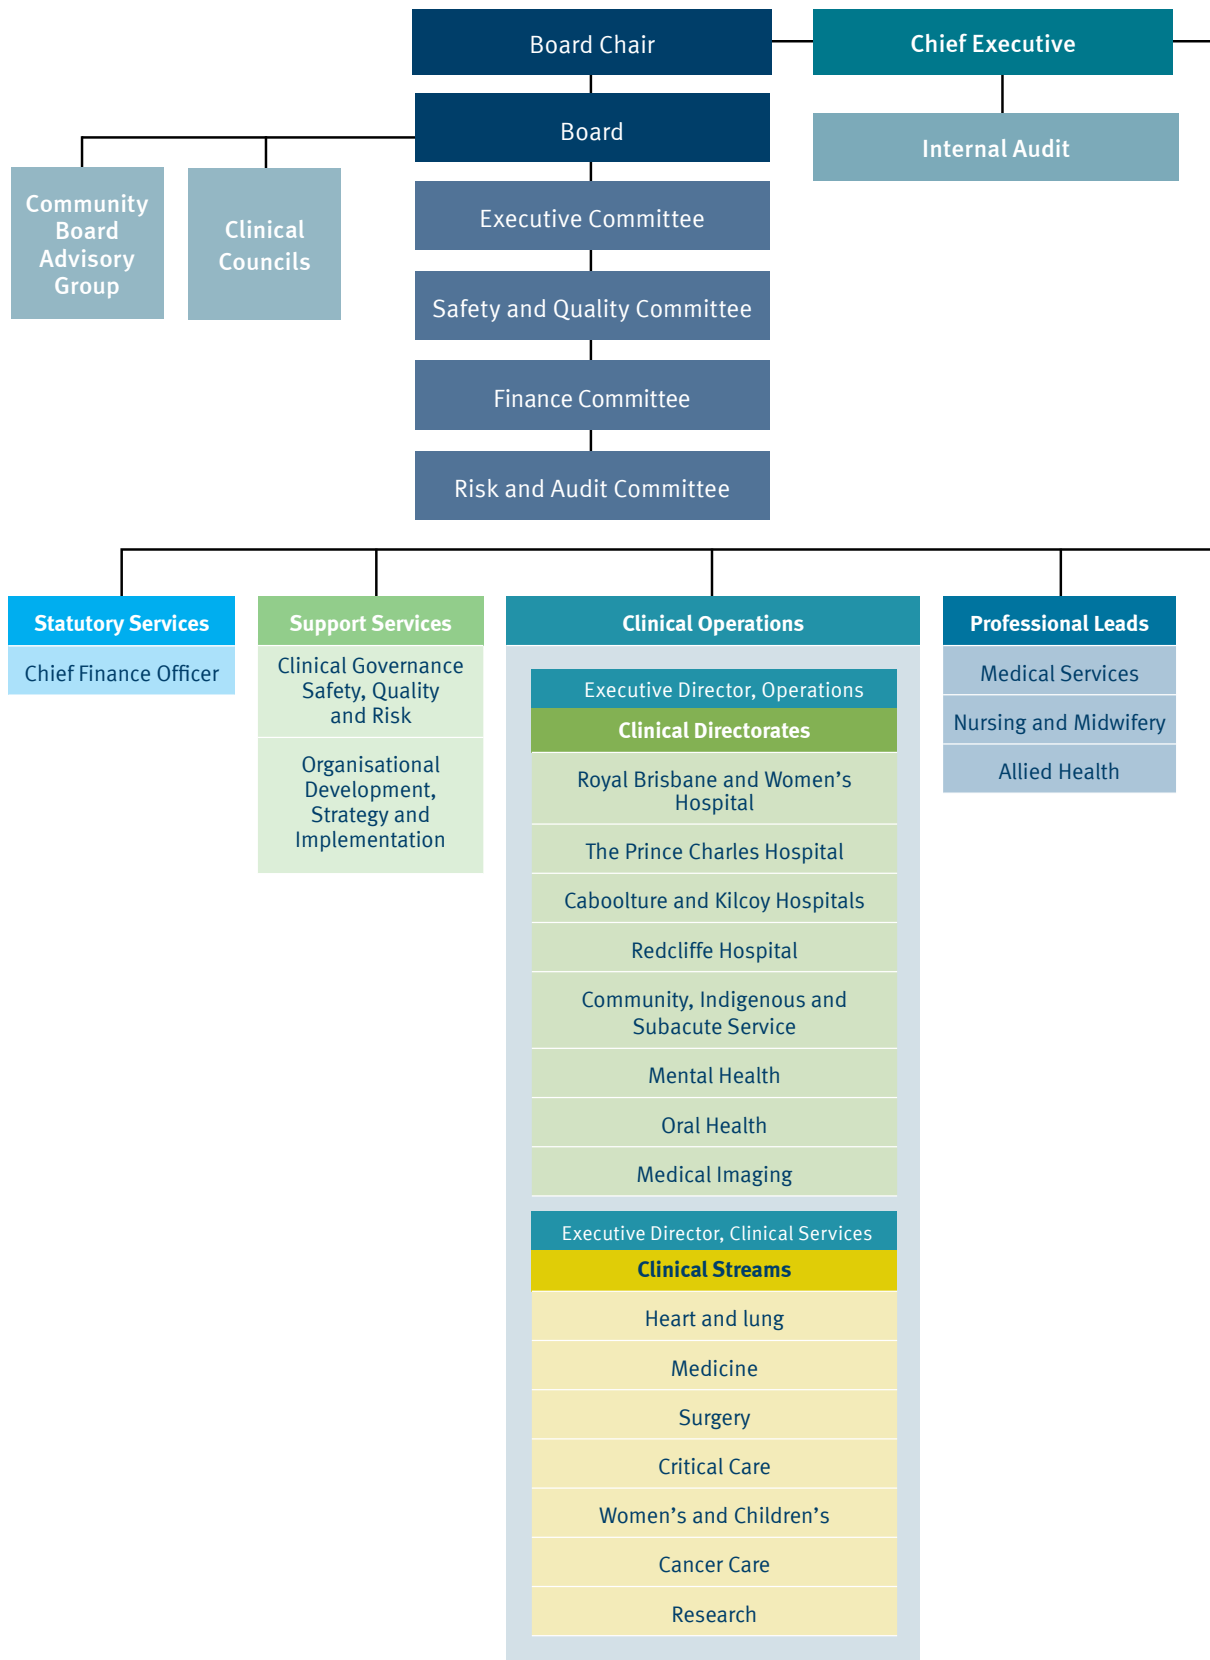 Board Chair
Chief Executive
Board
Internal Audit
Community
Board
Advisory
Group
Clinical
Councils
Executive Committee
Safety and Quality Committee
Finance Committee
Risk and Audit Committee
Statutory Services
Chief Finance Officer
Support Services
Clinical Governance
Safety, Quality
and Risk
Organisational
Development,
Strategy and
Implementation
Clinical Operations
Executive Director, Operations
Clinical Directorates
Royal Brisbane and Women’s
Hospital
The Prince Charles Hospital
Caboolture and Kilcoy Hospitals
Redcliffe Hospital
Community, Indigenous and
Subacute Service
Mental Health
Oral Health
Medical Imaging
Executive Director, Clinical Services
Clinical Streams
Heart and lung
Medicine
Surgery
Critical Care
Women’s and Children’s
Cancer Care
Research
Professional Leads
Medical Services
Nursing and Midwifery
Allied Health